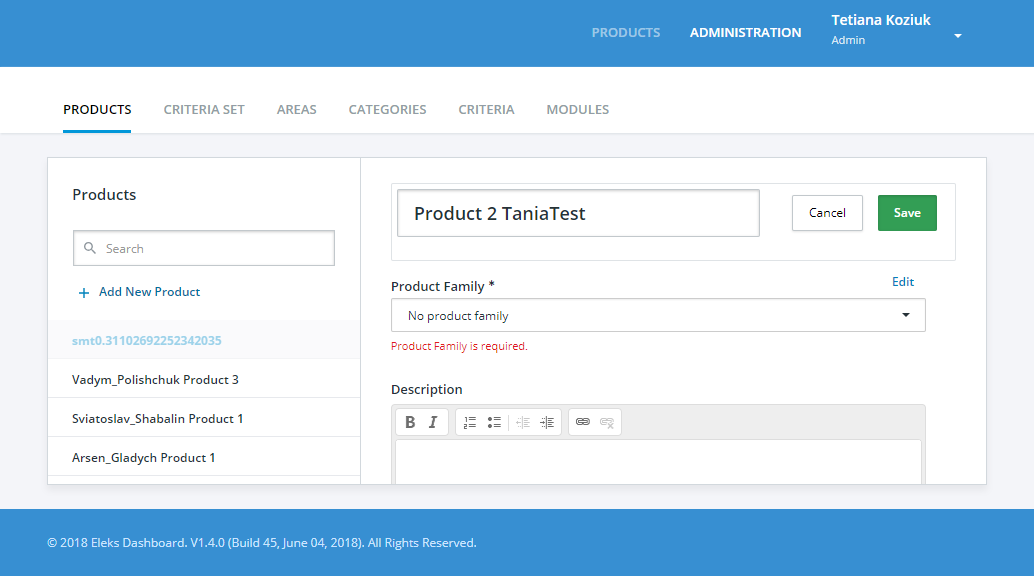 PRODUCTS ADMINISTRATION Tetiana Koziuk
Admin
PRODUCTS CRITERIA SET AREAS CATEGORIES CRITERIA MODULES
Products
Search
+ Add New Product
smt0.31102692252342035
Vadym_Polishchuk Product 3
Sviatoslav_Shabalin Product 1
Arsen_Gladych Product 1
Product 2 TaniaTest Cancel Save
Product Family * Edit
No product family
Product Family is required.
Description
B I
© 2018 Eleks Dashboard. V1.4.0 (Build 45, June 04, 2018). All Rights Reserved.